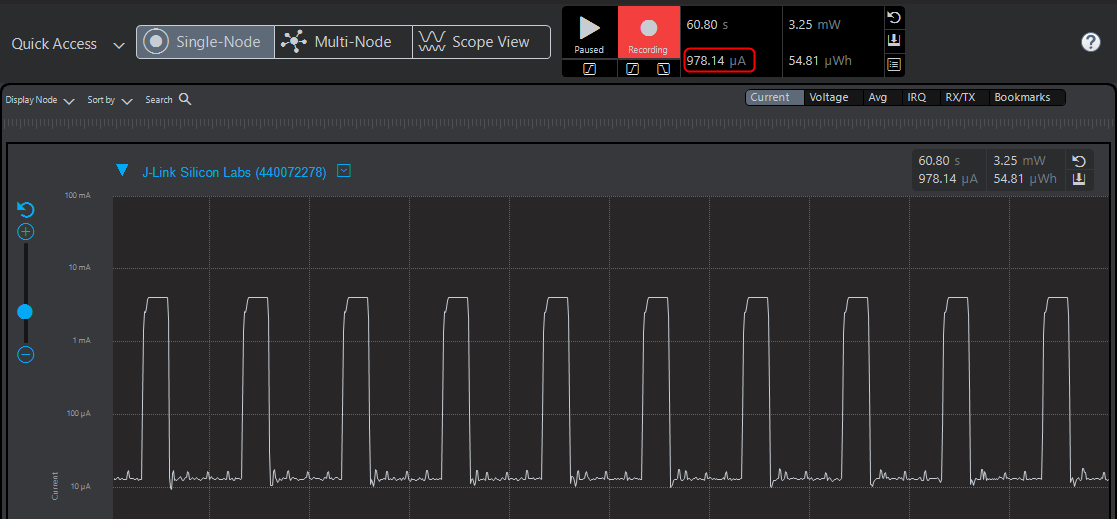 Quick Access
Single-Node
Multi-Node
Scope View
Paused
Recording
60.80 s
3.25 mW
978.14 µA
54.81 µWh
?
Display Node
Sort by
Search
Current
Voltage
Avg
IRQ
RX/TX
Bookmarks
J-Link Silicon Labs (440072278)
60.80 s
3.25 mW
978.14 µA
54.81 µWh
100 mA
10 mA
1 mA
100 µA
10 µA
Current